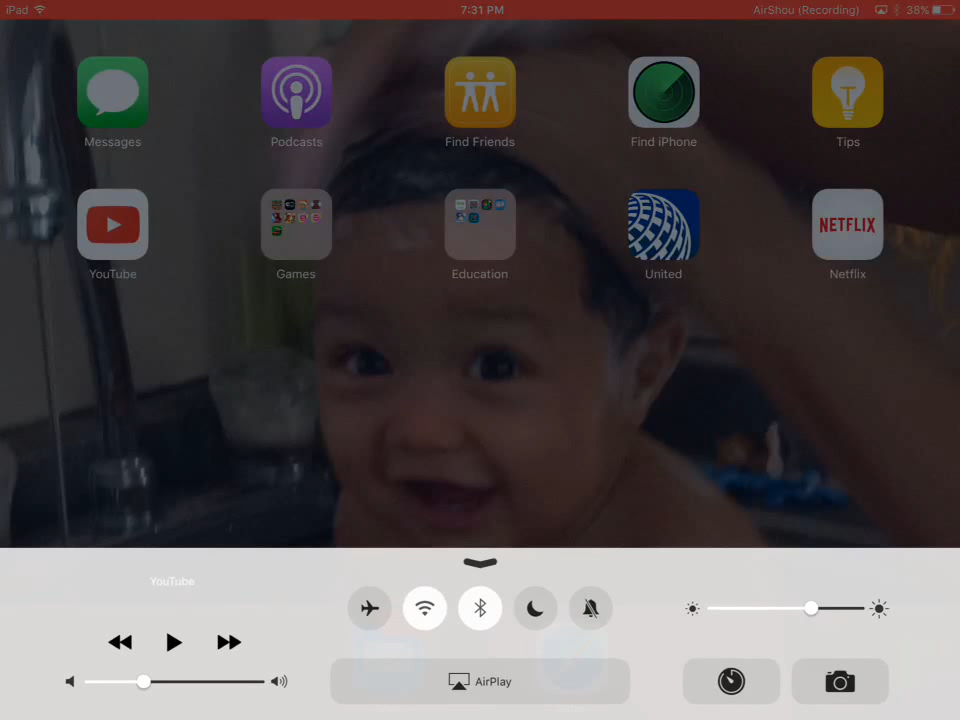 iPad 7:31 PM AirShou (Recording) 38%
Messages Podcasts Find Friends Find iPhone Tips
NETFLIX
YouTube Games Education United Netflix
YouTube
AirPlay